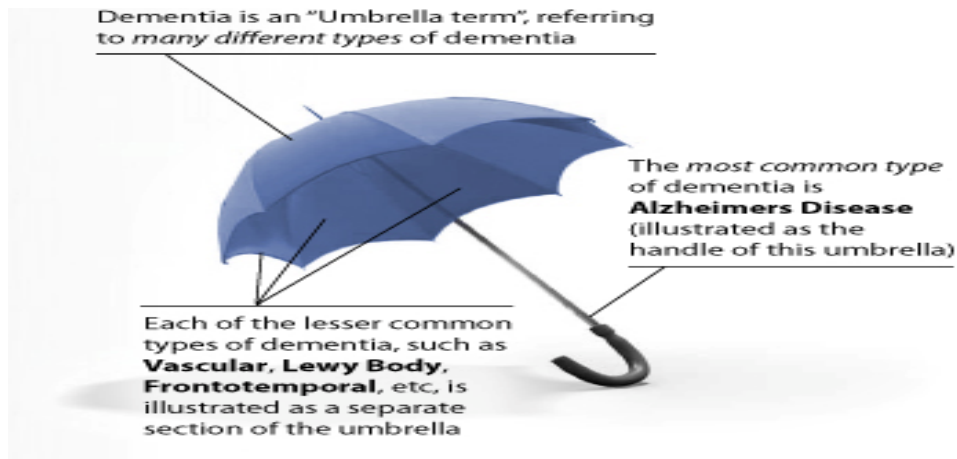 Dementia is an “Umbrella term”, referring
to many different types of dementia
The most common type
of dementia is
Alzheimers Disease
(illustrated as the
handle of this umbrella)
Each of the lesser common
types of dementia, such as
Vascular, Lewy Body,
Frontotemporal, etc, is
illustrated as a separate
section of the umbrella